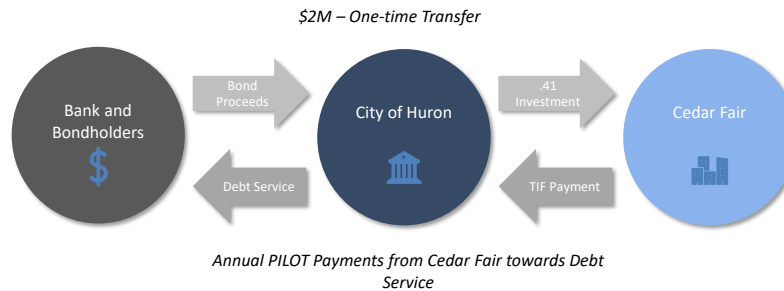 $2M – One-time Transfer
Bond
Proceeds
.41
Investment
Bank and
Bondholders
$
City of Huron
Cedar Fair
Debt Service
TIF Payment
Annual PILOT Payments from Cedar Fair towards Debt
Service